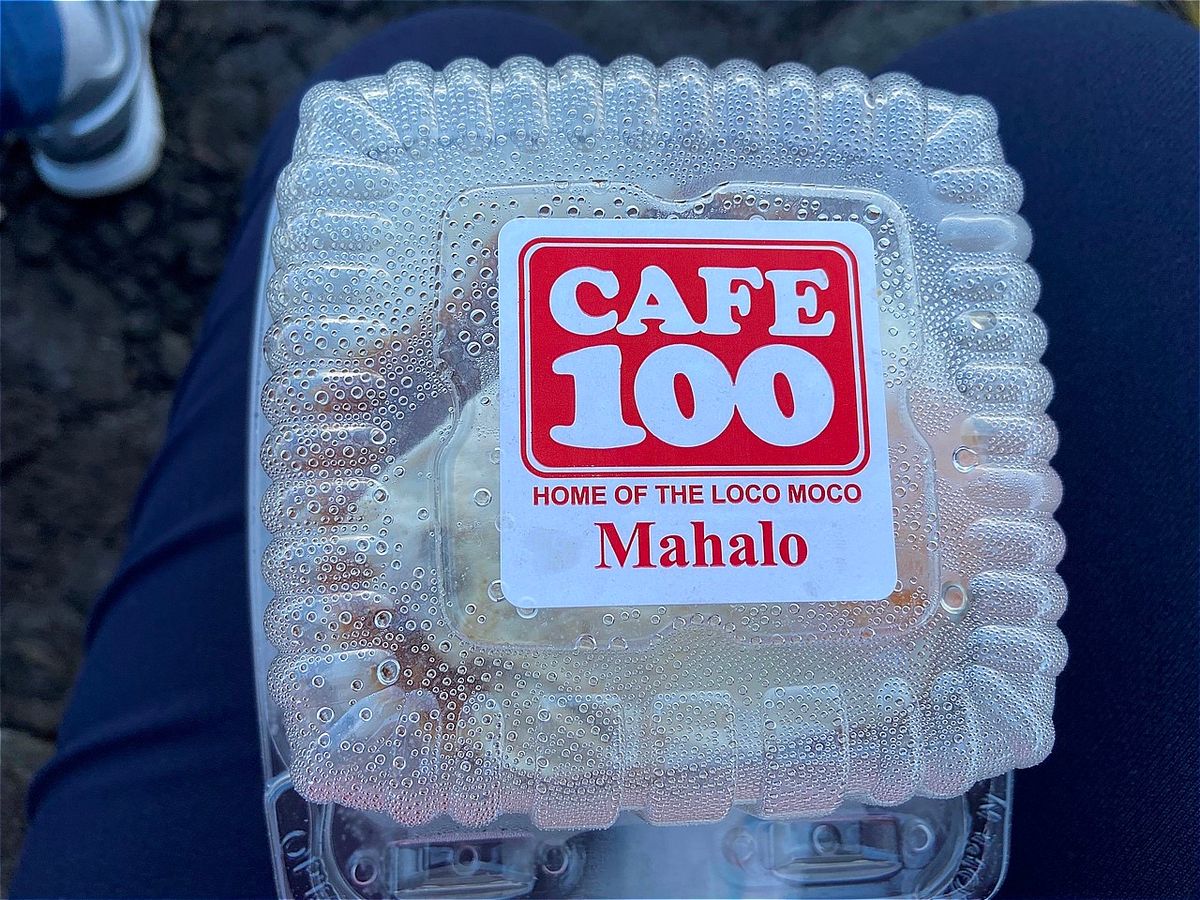 CAFE
100
HOME OF THE LOCO MOCO
Mahalo